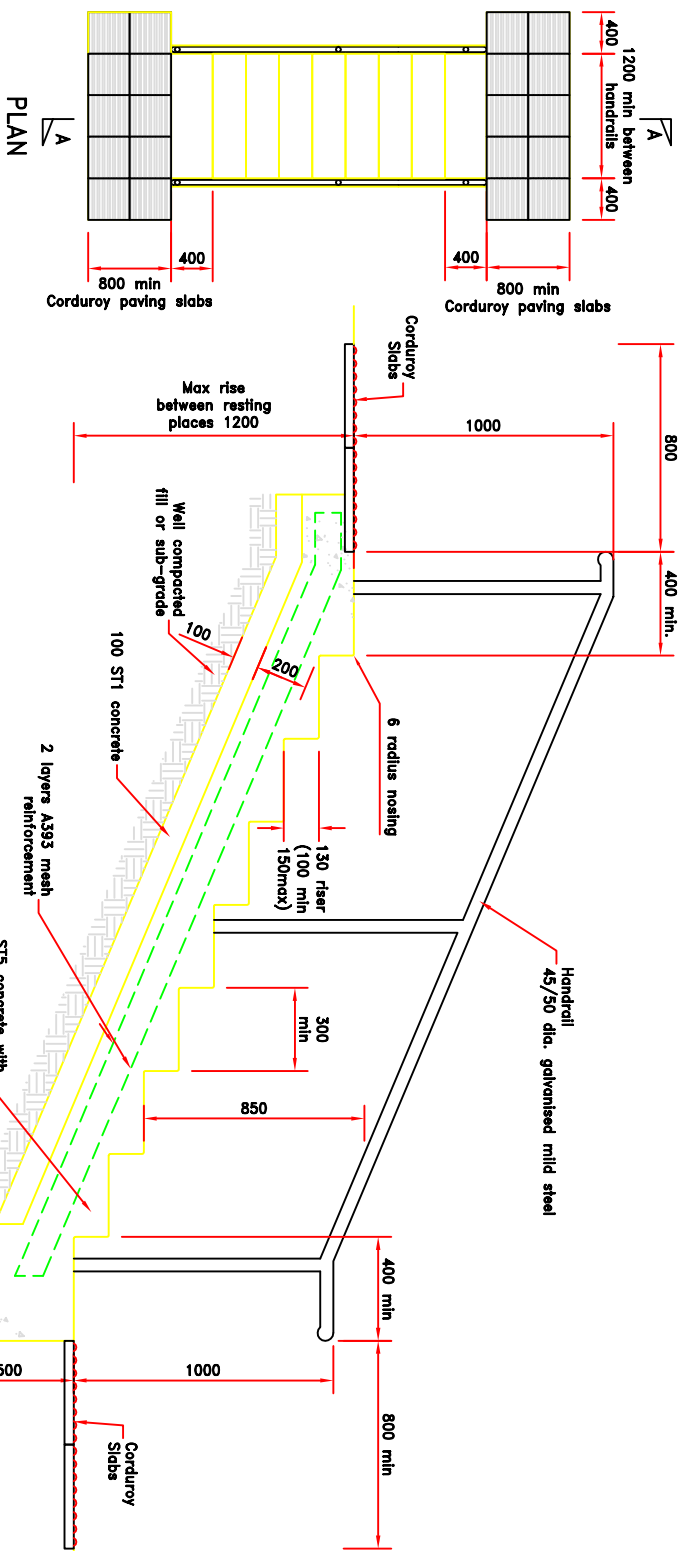 400
1200 min between
handrails
400
A
A
PLAN
400
800 min
Corduroy paving slabs
400
800 min
Corduroy paving slabs
800
400 min.
1000
Corduroy
Slabs
Max rise
between resting
places 1200
Well compacted
fill or sub-grade
100
200
100 ST1 concrete
6 radius nosing
130 riser
(100 min
150max)
2 layers A393 mesh
reinforcement
ST5 concrete with
300
min
850
Handrail
45/50 dia. galvanised mild steel
400 min
800 min
1000
Corduroy
Slabs